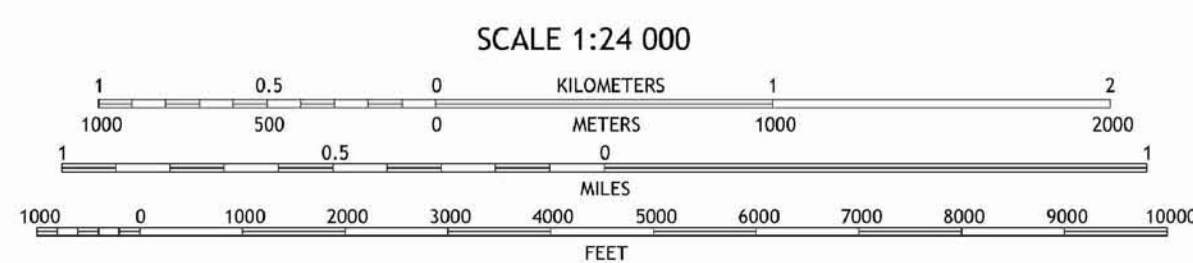 SCALE 1:24 000
1 0.5 0 KILOMETERS 1 2
1000 500 0 METERS 1000 2000
1 0.5 0 1
MILES
1000 0 1000 2000 3000 4000 5000 6000 7000 8000 9000 10000
FEET